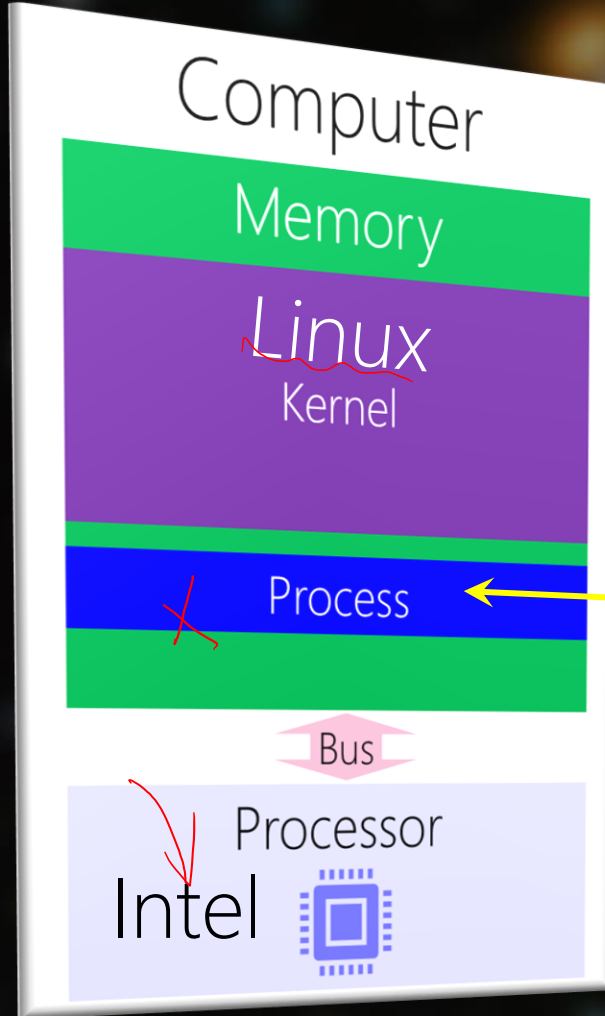 Computer
Memory
Linux
Kernel
Process
Bus
Processor
Intel